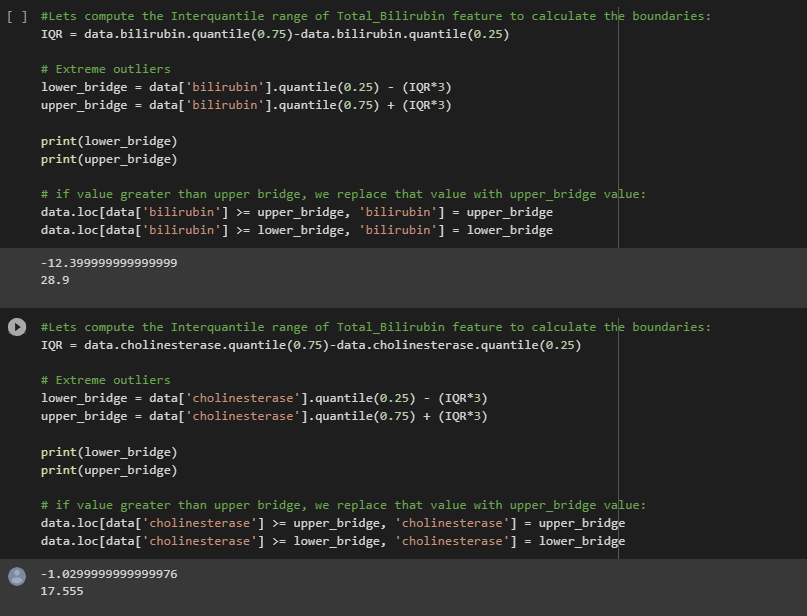 [ ] #Lets compute the Interquantile range of Total_Bilirubin feature to calculate the boundaries:
IQR = data.bilirubin.quantile(0.75)-data.bilirubin.quantile(0.25)
# Extreme outliers
lower_bridge = data['bilirubin'].quantile(0.25) - (IQR*3)
upper_bridge = data['bilirubin'].quantile(0.75) + (IQR*3)
print(lower_bridge)
print(upper_bridge)
# if value greater than upper bridge, we replace that value with upper_bridge value:
data.loc[data['bilirubin'] >= upper_bridge, 'bilirubin'] = upper_bridge
data.loc[data['bilirubin'] >= lower_bridge, 'bilirubin'] = lower_bridge
-12.399999999999999
28.9
#Lets compute the Interquantile range of Total_Bilirubin feature to calculate the boundaries:
IQR = data.cholinesterase.quantile(0.75)-data.cholinesterase.quantile(0.25)
# Extreme outliers
lower_bridge = data['cholinesterase'].quantile(0.25) - (IQR*3)
upper_bridge = data['cholinesterase'].quantile(0.75) + (IQR*3)
print(lower_bridge)
print(upper_bridge)
# if value greater than upper bridge, we replace that value with upper_bridge value:
data.loc[data['cholinesterase'] >= upper_bridge, 'cholinesterase'] = upper_bridge
data.loc[data['cholinesterase'] >= lower_bridge, 'cholinesterase'] = lower_bridge
-1.0299999999999976
17.555